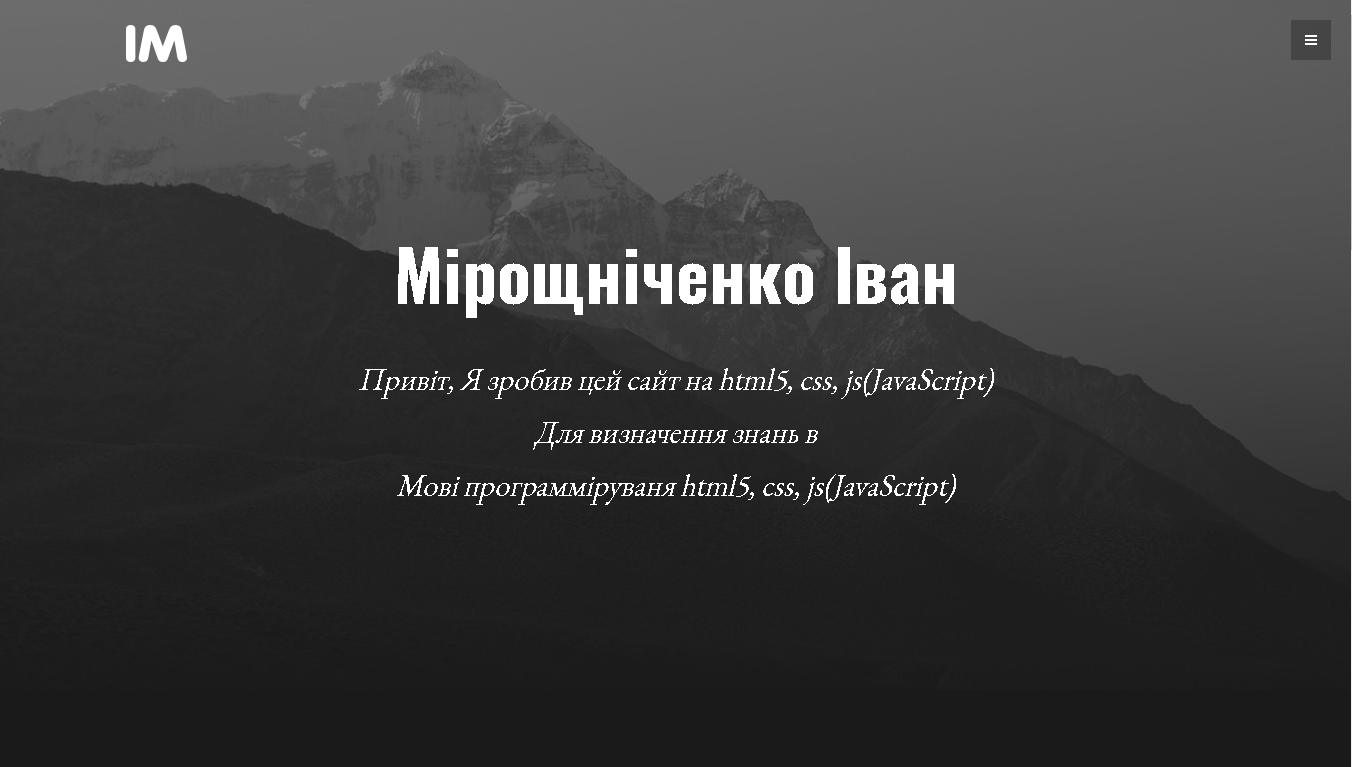 IM
Мірощніченко Іван
Привіт, Я зробив цей сайт на html5, css, js(JavaScript)
Для визначення знань в
Мові программіруваня html5, css, js(JavaScript)